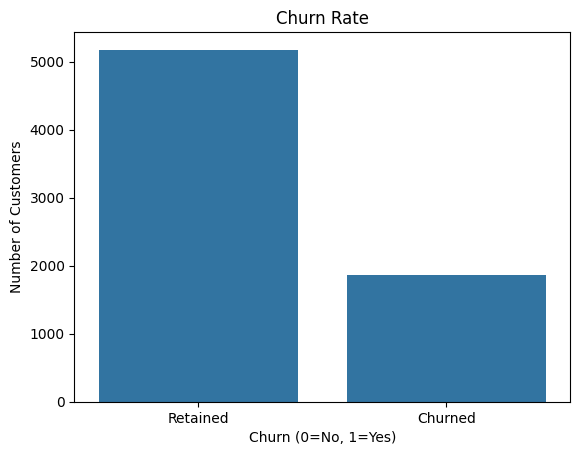 Churn Rate
Number of Customers
5000
4000
3000
2000
1000
0
Retained
Churned
Churn (0=No, 1=Yes)